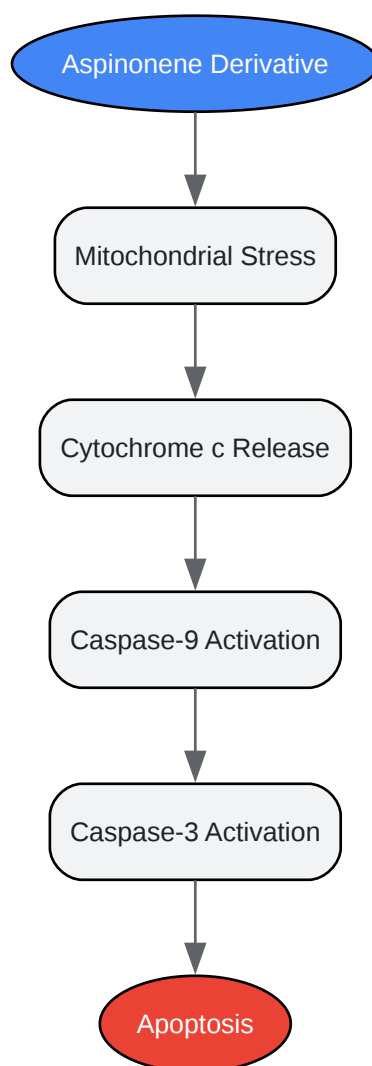 Aspinonene Derivative
Mitochondrial Stress
Cytochrome c Release
Caspase-9 Activation
Caspase-3 Activation
Apoptosis